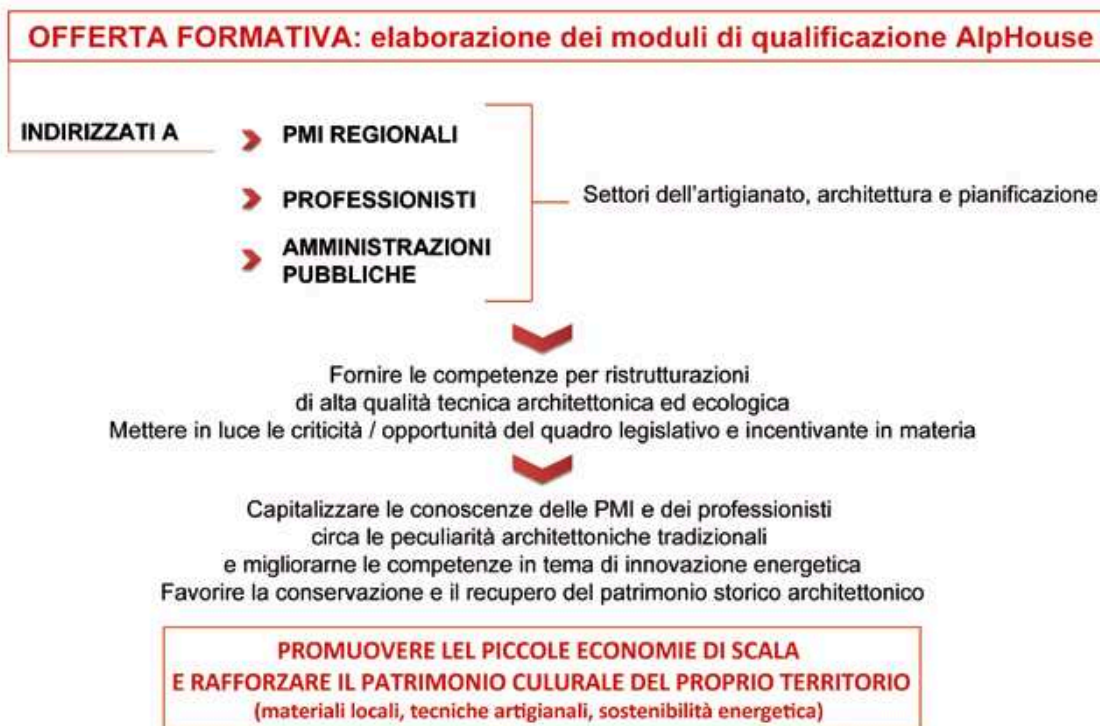 OFFERTA FORMATIVA: elaborazione dei moduli di qualificazione AlpHouse
INDIRIZZATI A
PMI REGIONALI
PROFESSIONISTI
AMMINISTRAZIONI
PUBBLICHE
Settori dell'artigianato, architettura e pianificazione
Fornire le competenze per ristrutturazioni
di alta qualità tecnica architettonica ed ecologica
Mettere in luce le criticità / opportunità del quadro legislativo e incentivante in materia
Capitalizzare le conoscenze delle PMI e dei professionisti
circa le peculiarità architettoniche tradizionali
e migliorarne le competenze in tema di innovazione energetica
Favorire la conservazione e il recupero del patrimonio storico architettonico
PROMUOVERE LEL PICCOLE ECONOMIE DI SCALA
E RAFFORZARE IL PATRIMONIO CULURALE DEL PROPRIO TERRITORIO
(materiali locali, tecniche artigianali, sostenibilità energetica)